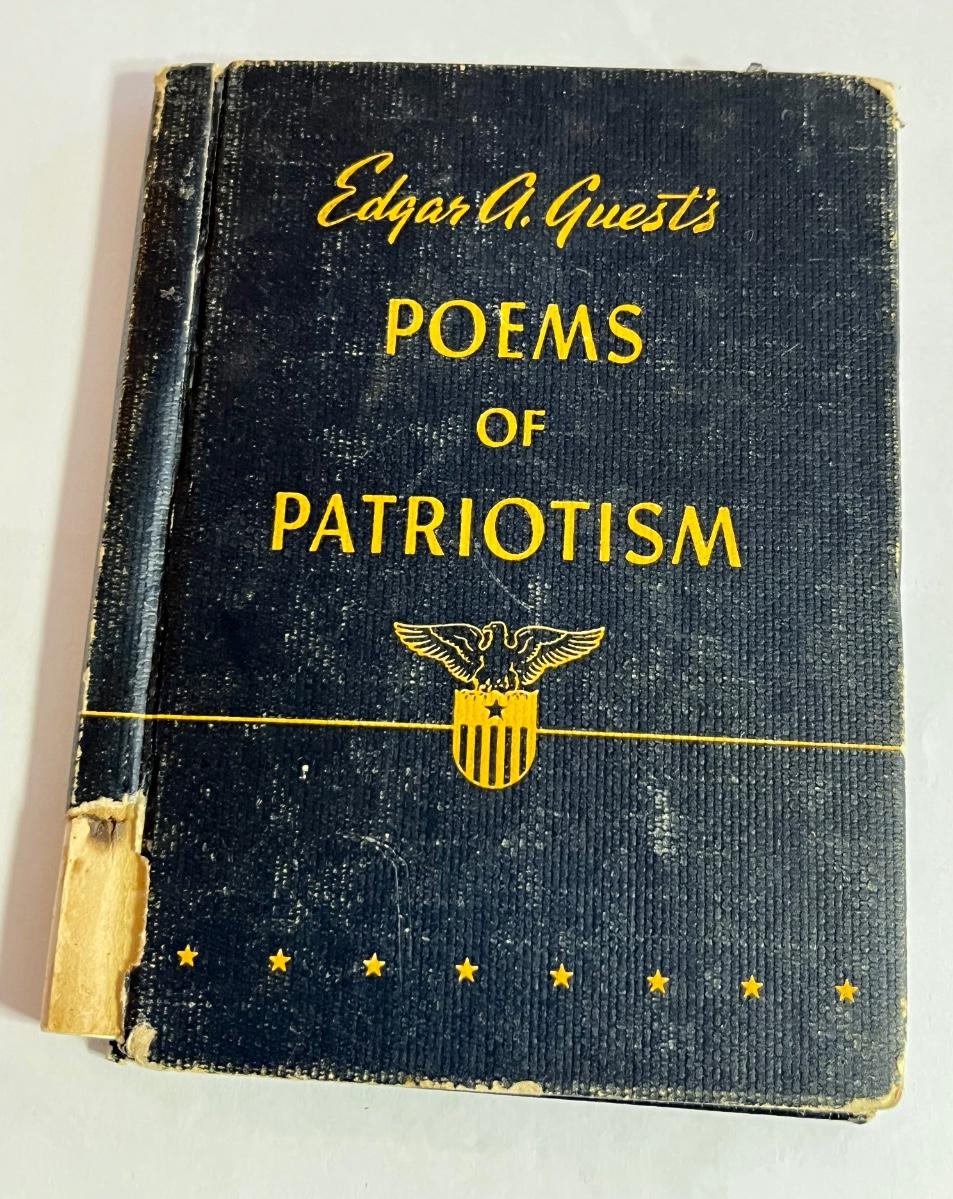 Edgar A. Guest's
POEMS
OF
PATRIOTISM